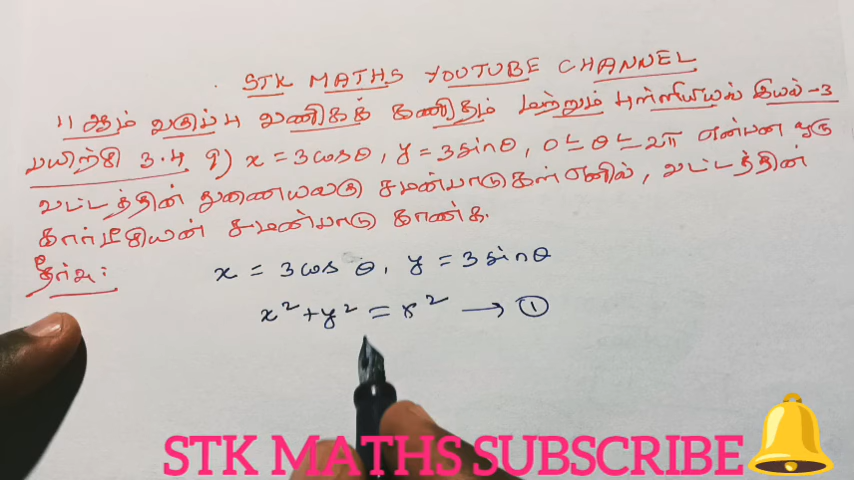 STK MATHS YOUTUBE CHANNEL
11 ஆம் வகுப்பு வணிகக் கணிதம் மற்றும் புள்ளியியல் இயல் -3
பயிற்சி 3.4 9) x = 3cosθ, y = 3sinθ, 0 ≤ θ ≤ 2π என்பன ஒரு
வட்டத்தின் துணையலகு சமன்பாடுகள் எனில், வட்டத்தின்
கார்டீசியன் சமன்பாடு காண்க.
தீர்வு:
x = 3cosθ, y = 3sinθ
x² + y² = r² → ①
STK MATHS SUBSCRIBE